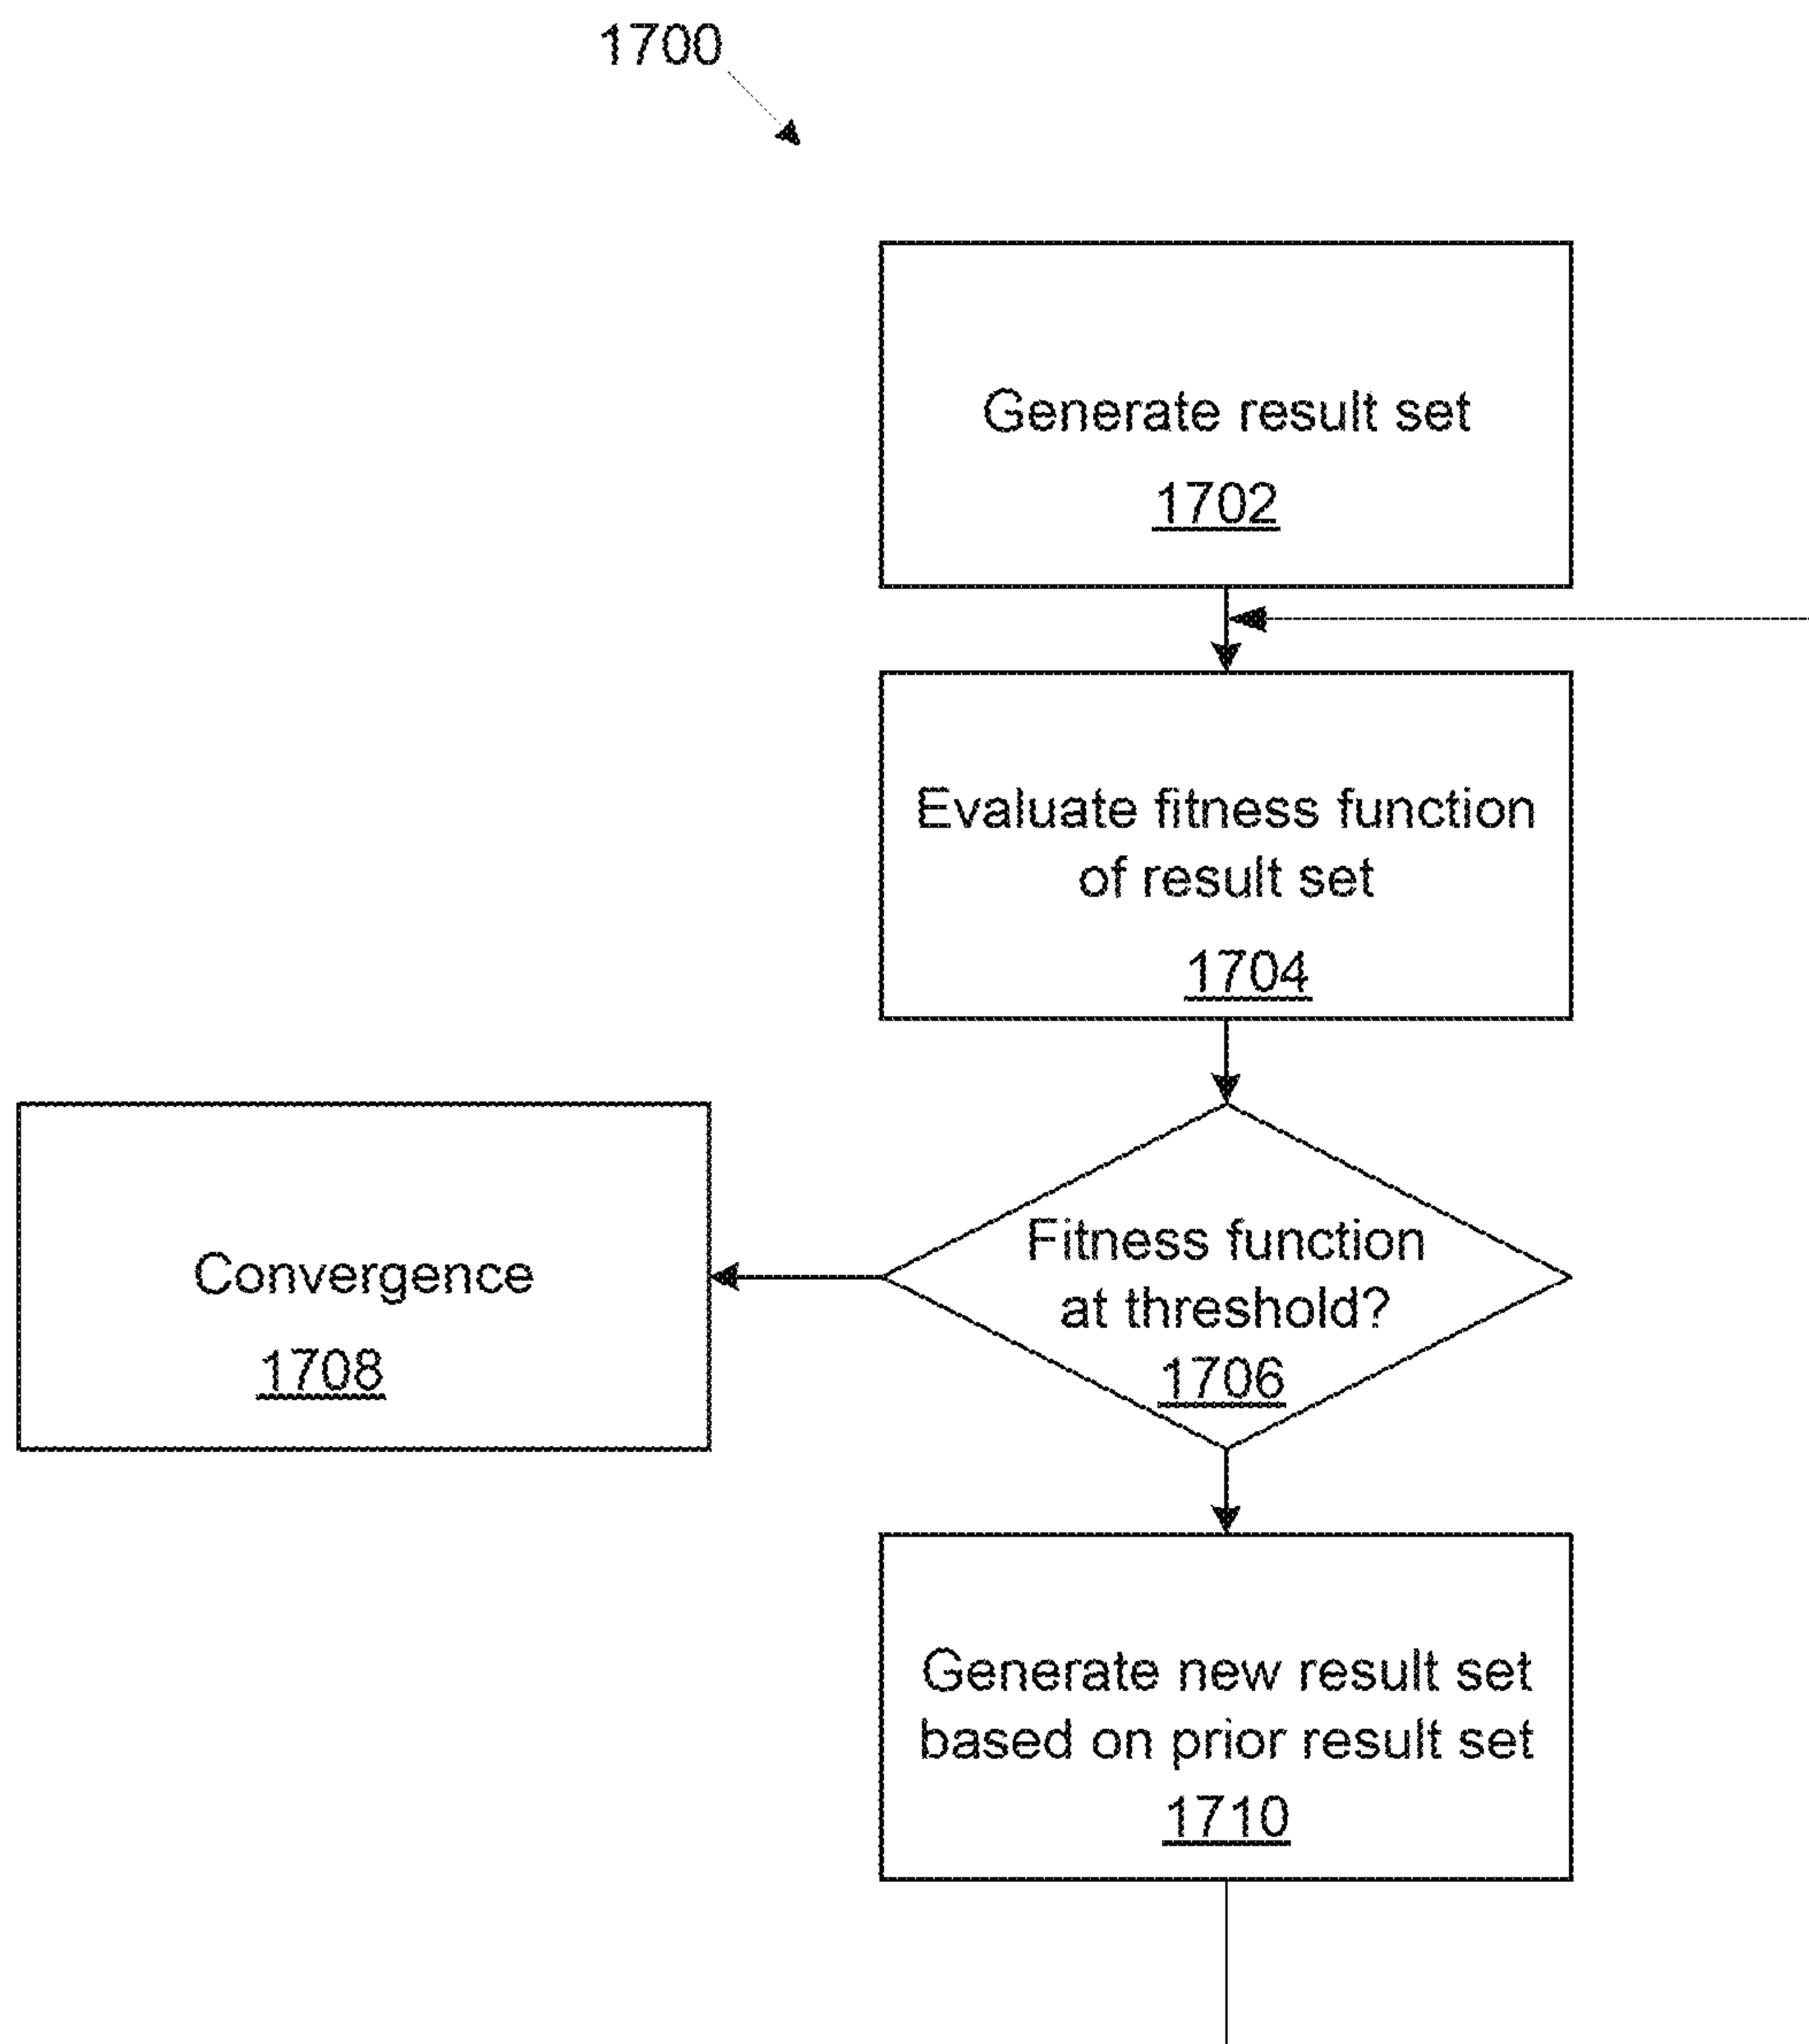 1700
Generate result set
1702
Evaluate fitness function
of result set
1704
Fitness function
at threshold?
1706
Convergence
1708
Generate new result set
based on prior result set
1710